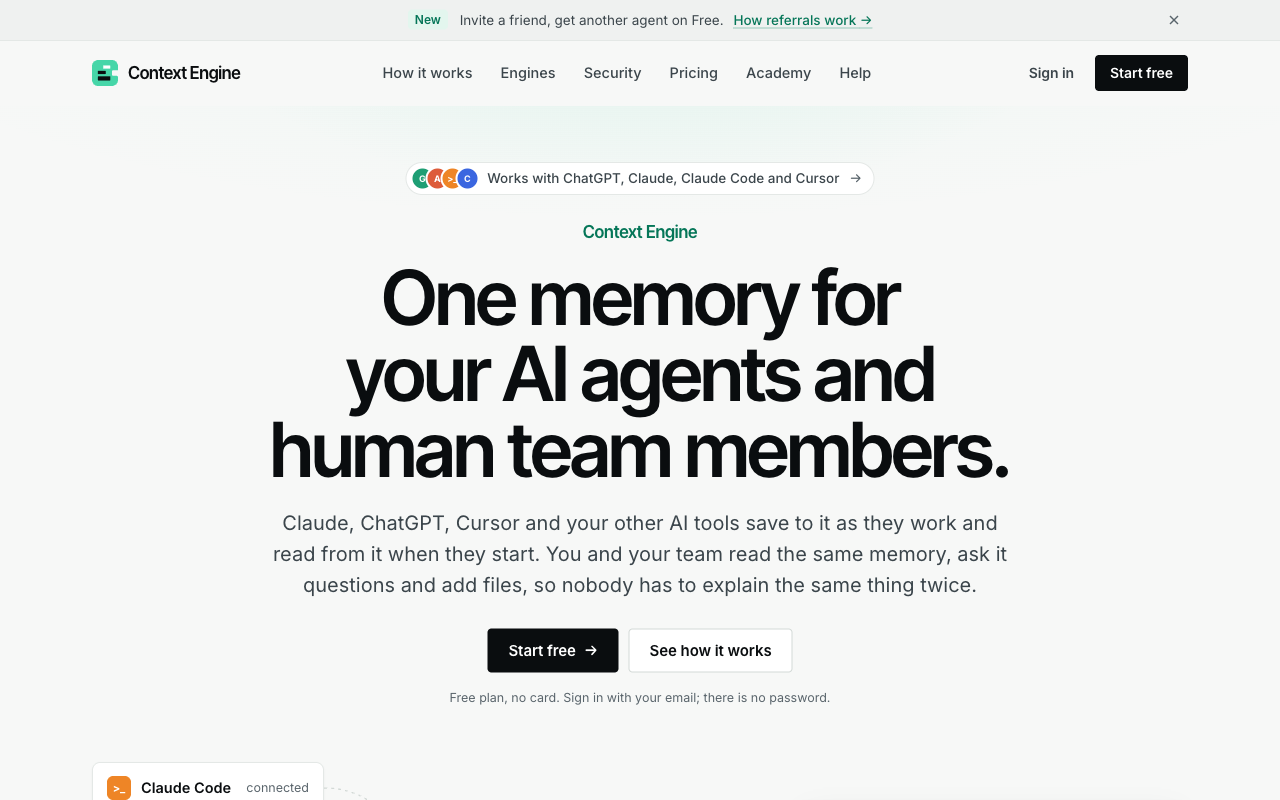 New Invite a friend, get another agent on Free. How referrals work →
Context Engine How it works Engines Security Pricing Academy Help Sign in Start free
G A >_ C Works with ChatGPT, Claude, Claude Code and Cursor →
Context Engine
One memory for
your AI agents and
human team members.
Claude, ChatGPT, Cursor and your other AI tools save to it as they work and
read from it when they start. You and your team read the same memory, ask it
questions and add files, so nobody has to explain the same thing twice.
Start free → See how it works
Free plan, no card. Sign in with your email; there is no password.
>_ Claude Code connected